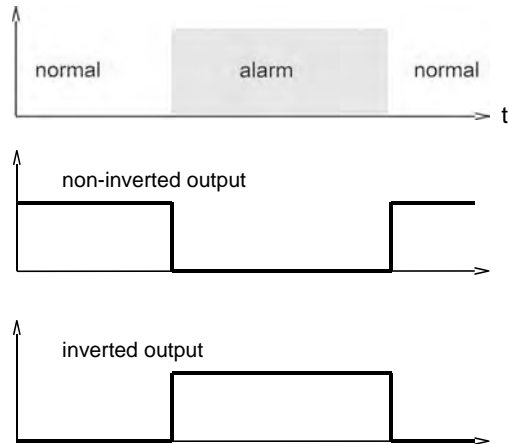 normal alarm normal
t
non-inverted output
inverted output